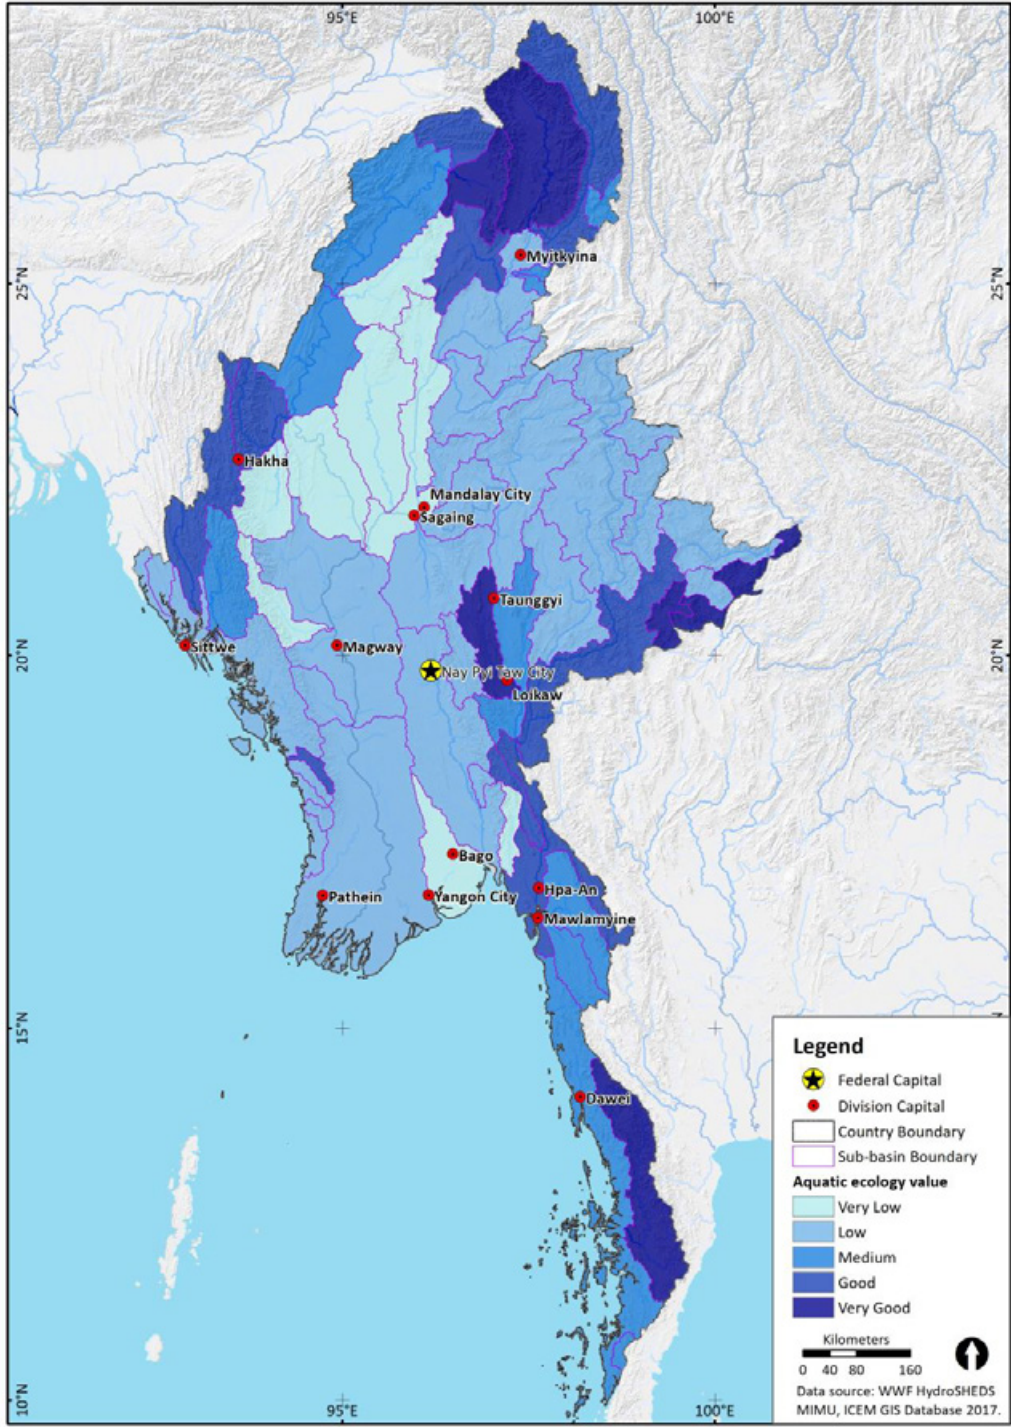 95°E
100°E
Myitkyina
25°N
25°N
Hakha
Mandalay City
Sagaing
Taunggyi
Sittwe
Magway
20°N
20°N
Nay Pyi Taw City
Loikaw
Bago
Pathein
Yangon City
Hpa-An
Mawlamyine
15°N
Dawei
Legend
Federal Capital
Division Capital
Country Boundary
Sub-basin Boundary
Aquatic ecology value
Very Low
Low
Medium
Good
Very Good
Kilometers
0 40 80 160
Data source: WWF HydroSHEDS
MIMU, ICEM GIS Database 2017.
10°N
95°E
100°E